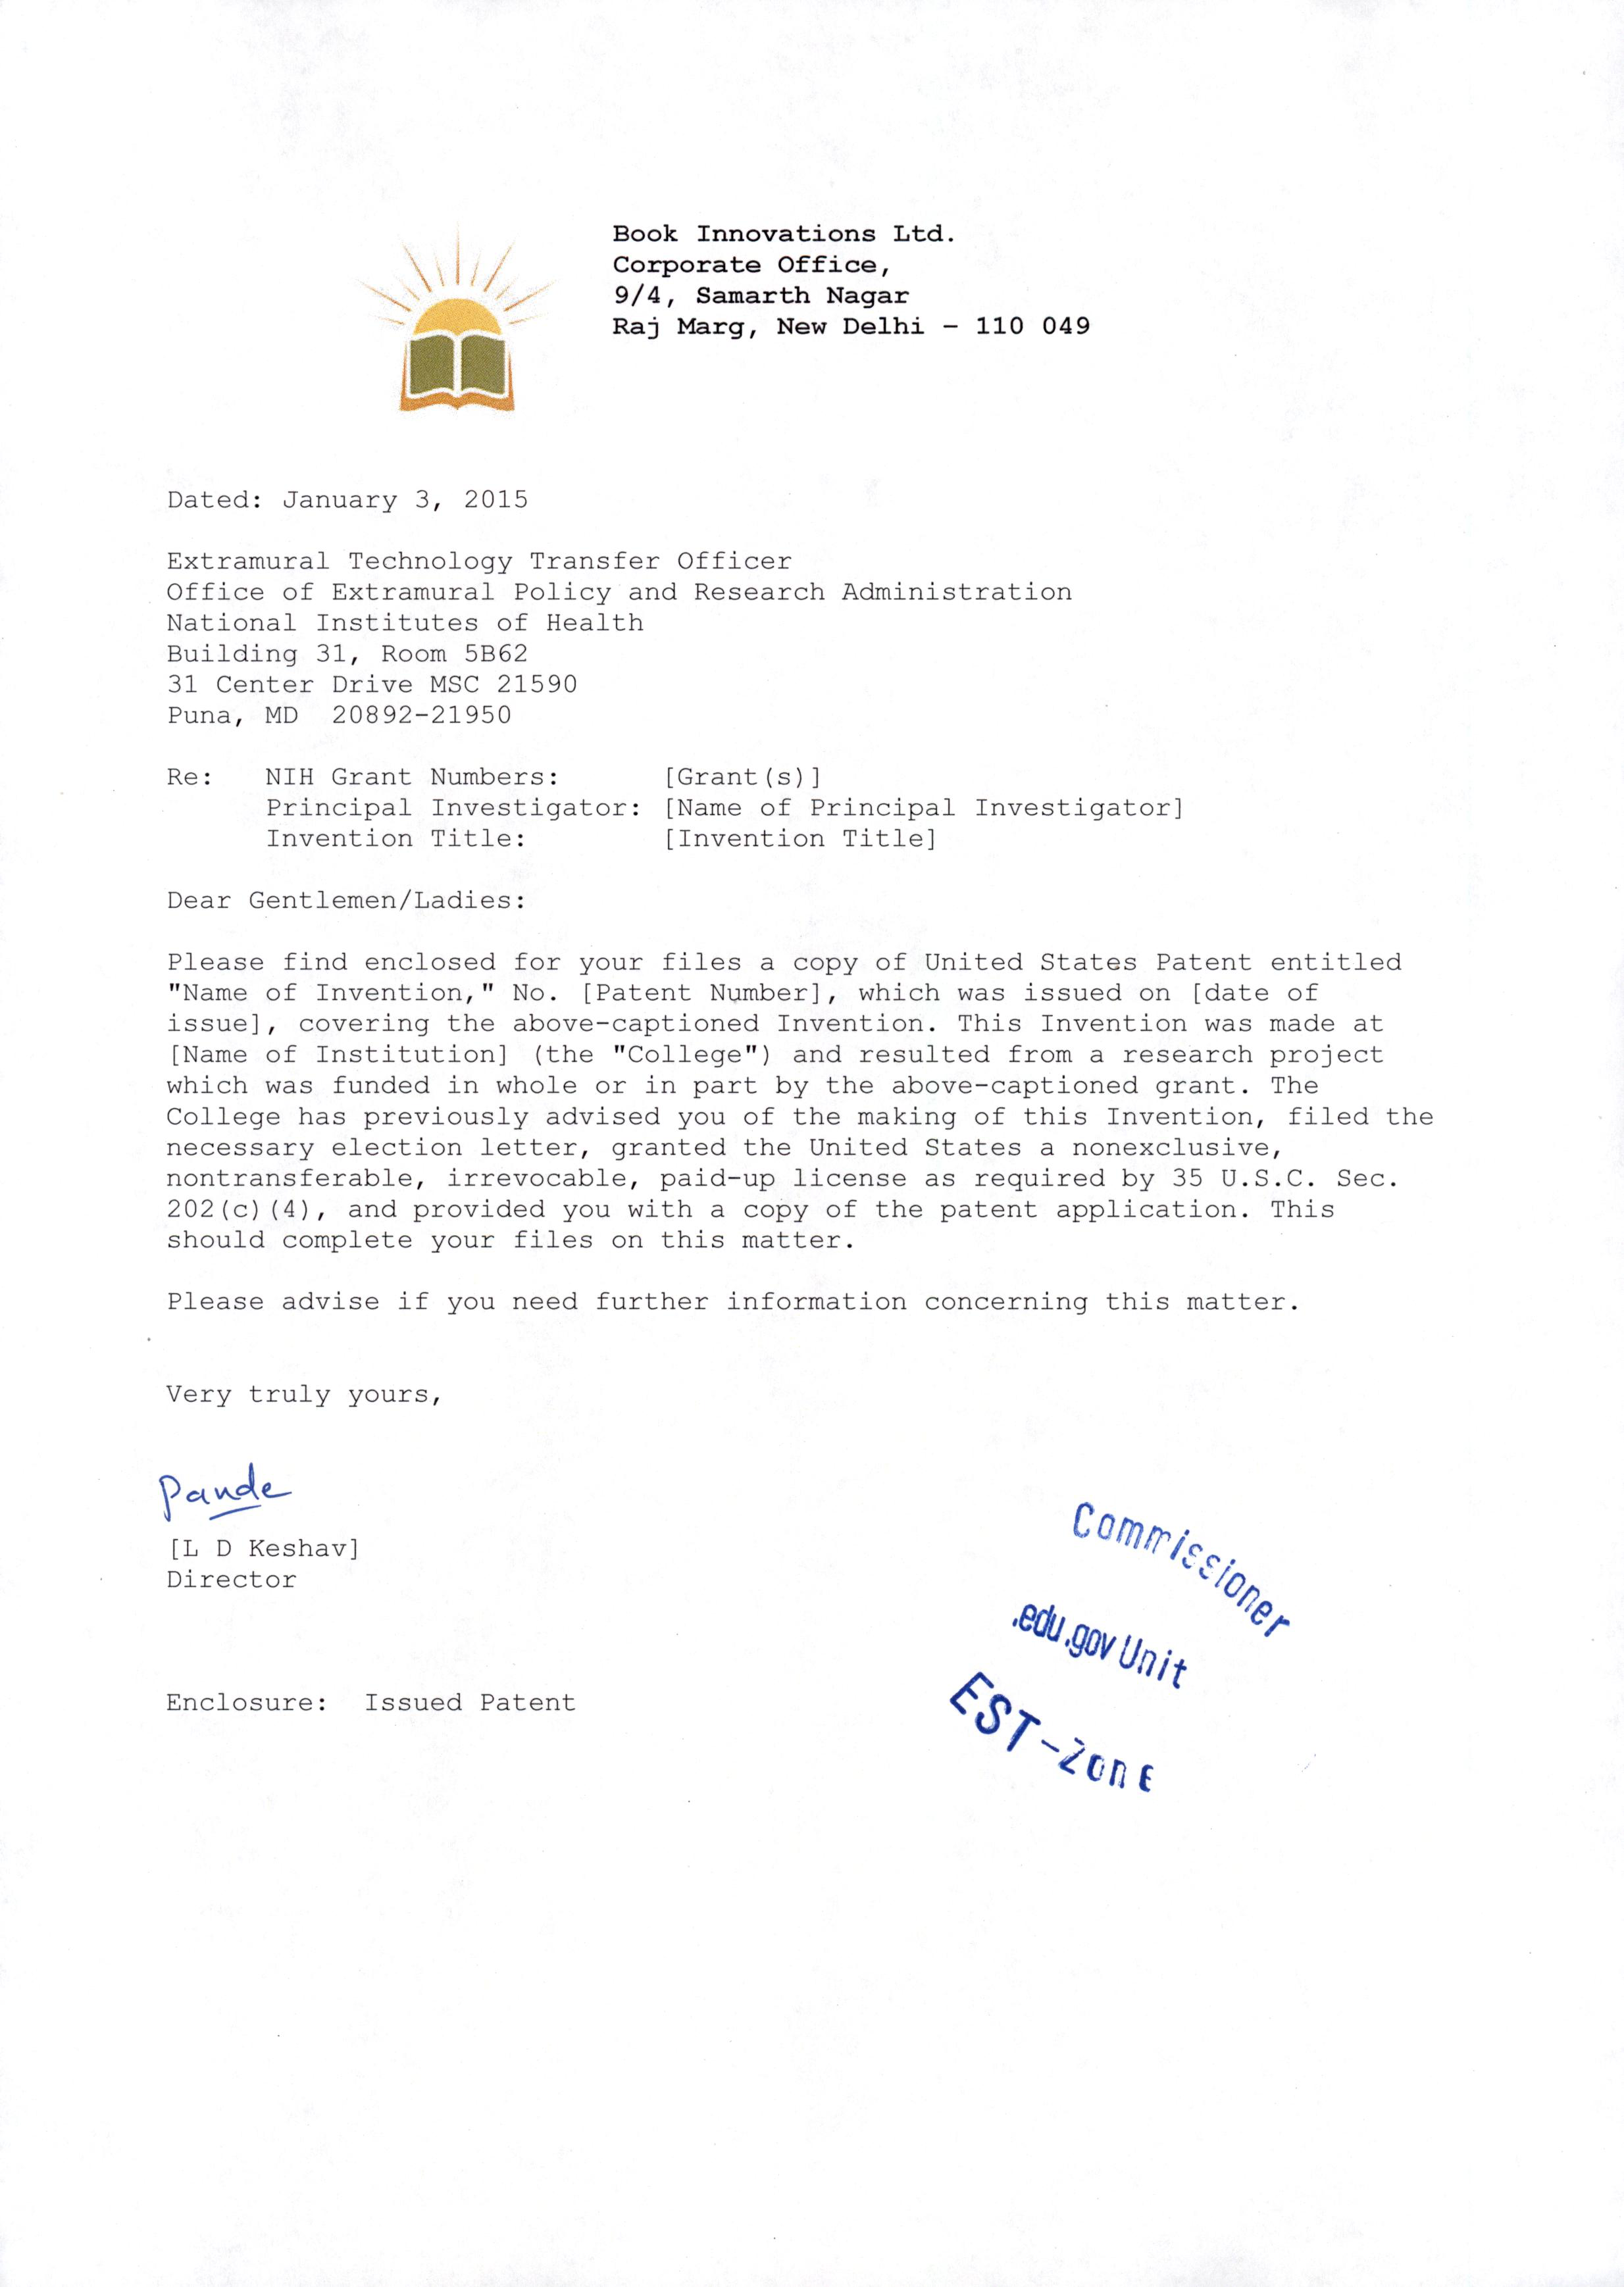 Book Innovations Ltd.
Corporate Office,
9/4, Samarth Nagar
Raj Marg, New Delhi – 110 049
Dated: January 3, 2015
Extramural Technology Transfer Officer
Office of Extramural Policy and Research Administration
National Institutes of Health
Building 31, Room 5B62
31 Center Drive MSC 21590
Puna, MD 20892-21950
Re: NIH Grant Numbers: [Grant(s)]
Principal Investigator: [Name of Principal Investigator]
Invention Title: [Invention Title]
Dear Gentlemen/Ladies:
Please find enclosed for your files a copy of United States Patent entitled
"Name of Invention," No. [Patent Number], which was issued on [date of
issue], covering the above-captioned Invention. This Invention was made at
[Name of Institution] (the "College") and resulted from a research project
which was funded in whole or in part by the above-captioned grant. The
College has previously advised you of the making of this Invention, filed the
necessary election letter, granted the United States a nonexclusive,
nontransferable, irrevocable, paid-up license as required by 35 U.S.C. Sec.
202(c)(4), and provided you with a copy of the patent application. This
should complete your files on this matter.
Please advise if you need further information concerning this matter.
Very truly yours,
Pande
[L D Keshav]
Director
Commissioner
.edu.gov Unit
EST-ZonE
Enclosure: Issued Patent